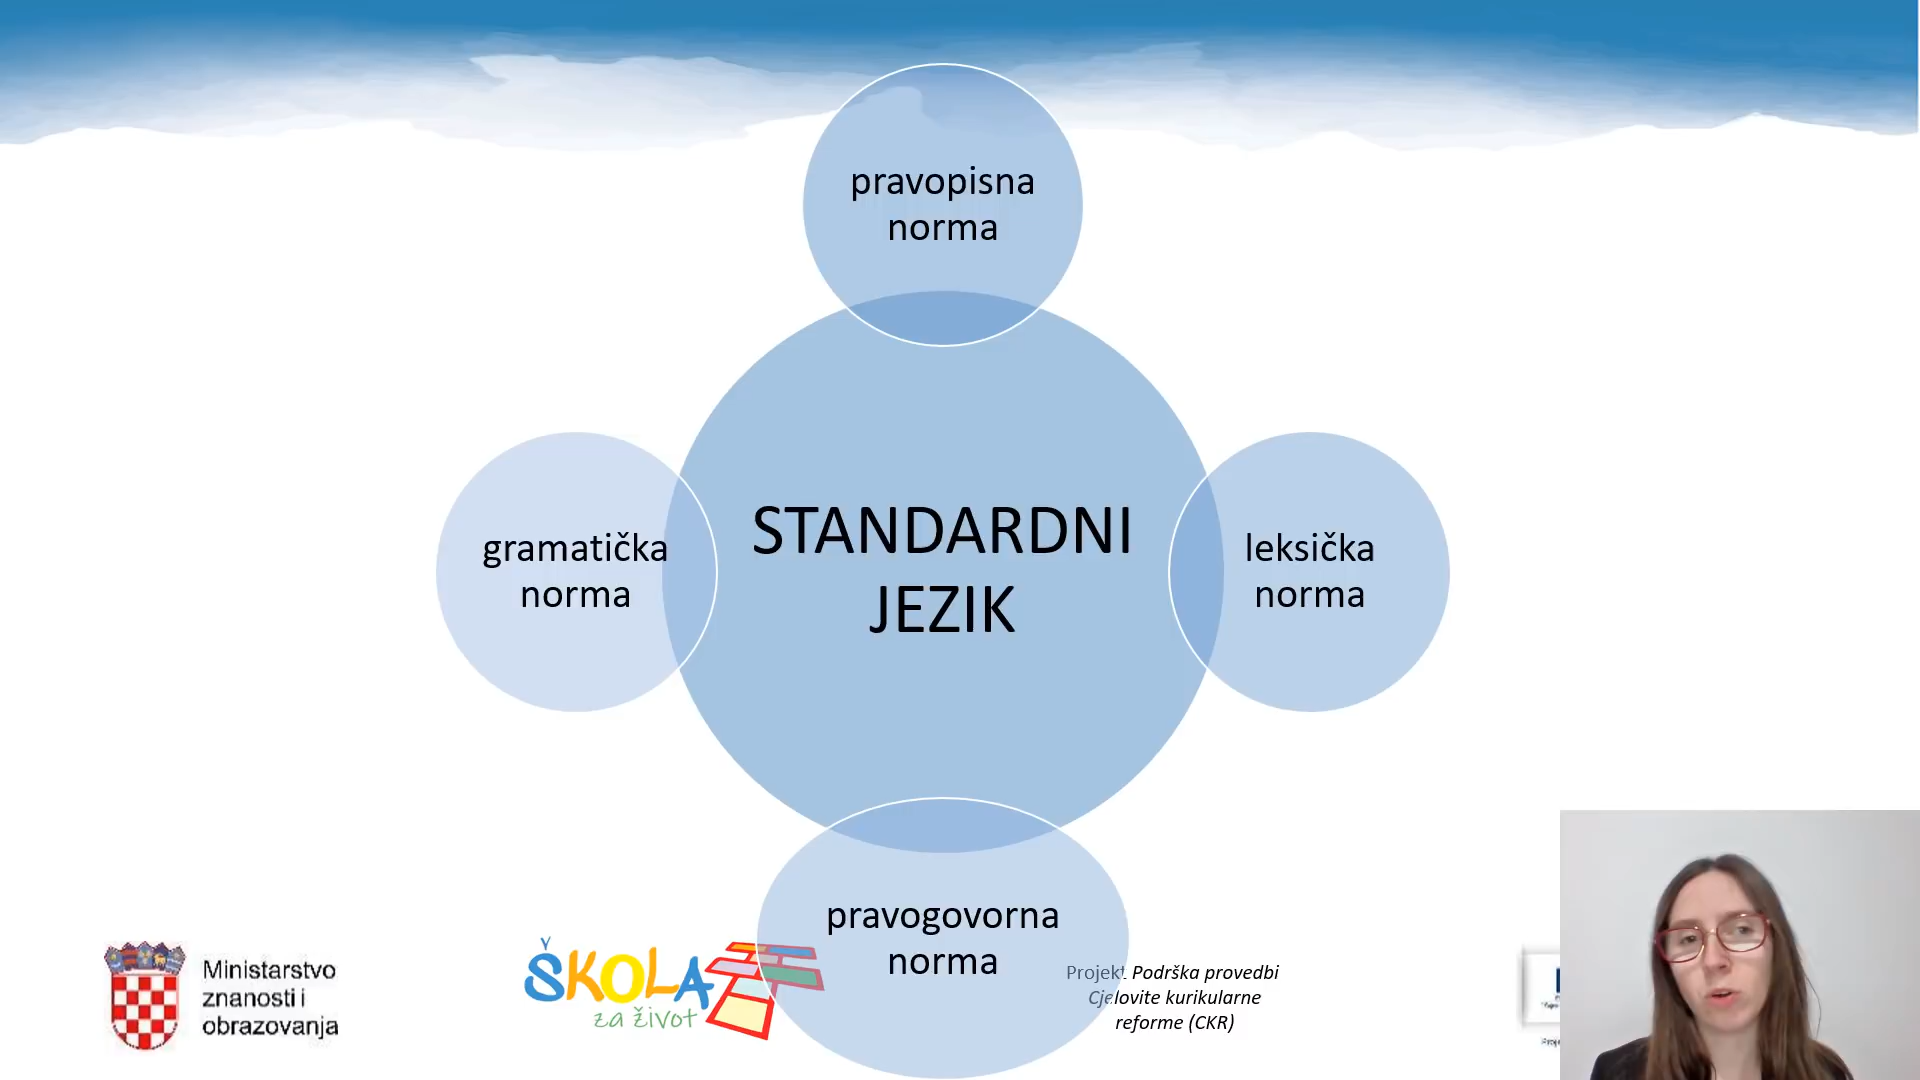 pravopisna
norma
gramatička
norma
STANDARDNI
JEZIK
leksička
norma
pravogovorna
norma
Ministarstvo
znanosti i
obrazovanja
ŠKOLA
za život
Projekt Podrška provedbi
Cjelovite kurikularne
reforme (CKR)